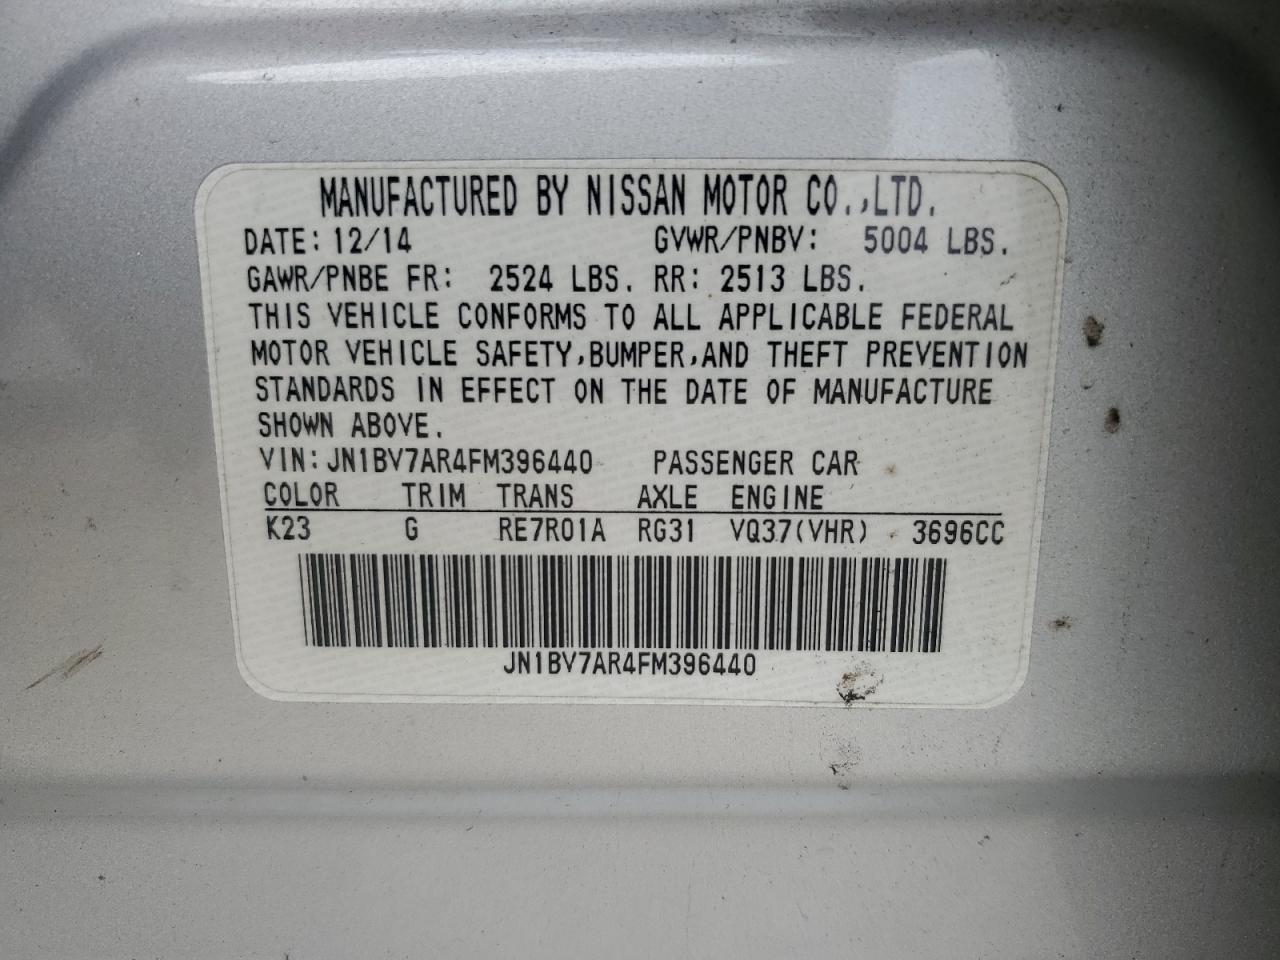 MANUFACTURED BY NISSAN MOTOR CO.,LTD.
DATE: 12/14 GVWR/PNBV: 5004 LBS.
GAWR/PNBE FR: 2524 LBS. RR: 2513 LBS.
THIS VEHICLE CONFORMS TO ALL APPLICABLE FEDERAL
MOTOR VEHICLE SAFETY,BUMPER,AND THEFT PREVENTION
STANDARDS IN EFFECT ON THE DATE OF MANUFACTURE
SHOWN ABOVE.
VIN: JN1BV7AR4FM396440 PASSENGER CAR
COLOR TRIM TRANS AXLE ENGINE
K23 G RE7R01A RG31 VQ37(VHR) 3696CC
JN1BV7AR4FM396440